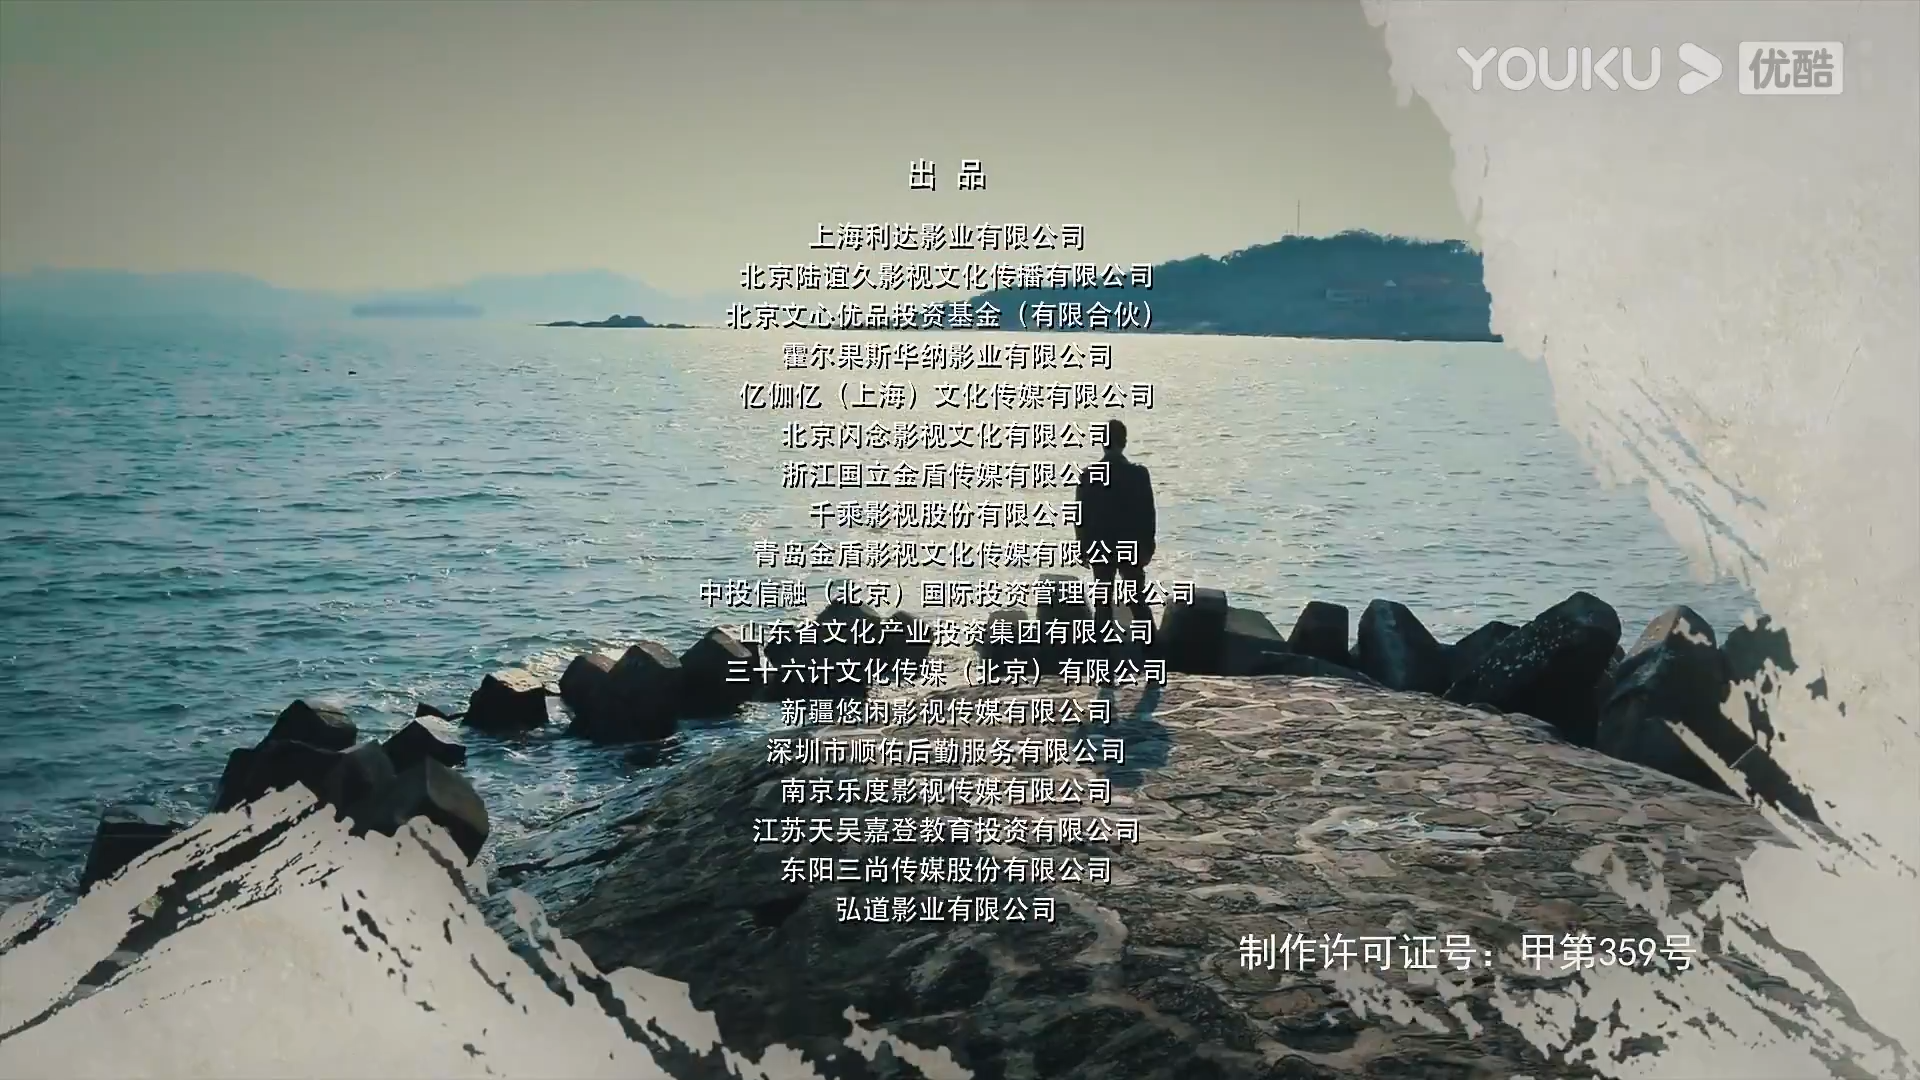 YOUKU 优酷
出 品
上海利达影业有限公司
北京陆谊久影视文化传播有限公司
北京文心优品投资基金（有限合伙）
霍尔果斯华纳影业有限公司
亿伽亿（上海）文化传媒有限公司
北京闪念影视文化有限公司
浙江国立金盾传媒有限公司
千乘影视股份有限公司
青岛金盾影视文化传媒有限公司
中投信融（北京）国际投资管理有限公司
山东省文化产业投资集团有限公司
三十六计文化传媒（北京）有限公司
新疆悠闲影视传媒有限公司
深圳市顺佑后勤服务有限公司
南京乐度影视传媒有限公司
江苏天吴嘉登教育投资有限公司
东阳三尚传媒股份有限公司
弘道影业有限公司
制作许可证号：甲第359号